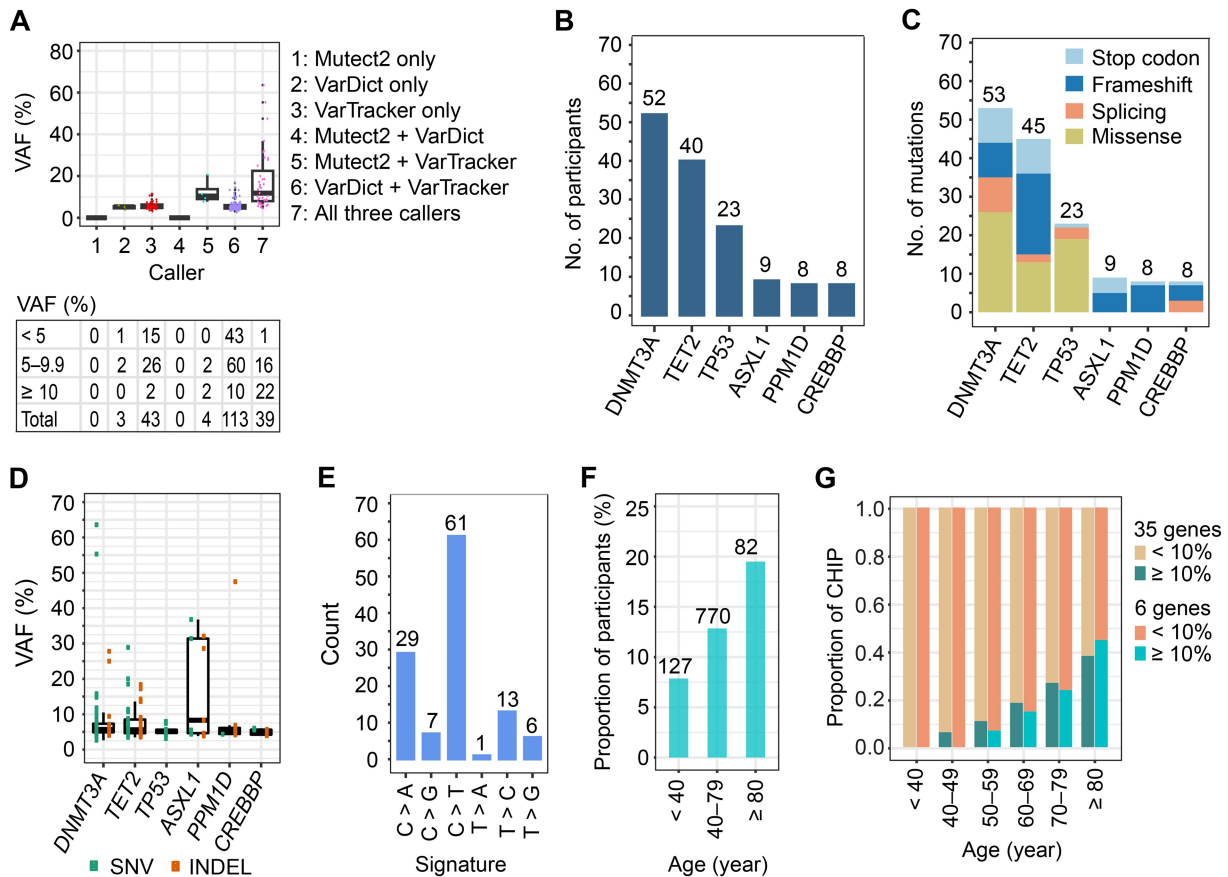 A
VAF (%)
80
60
40
20
0
1 2 3 4 5 6 7
Caller
1: Mutect2 only
2: VarDict only
3: VarTracker only
4: Mutect2 + VarDict
5: Mutect2 + VarTracker
6: VarDict + VarTracker
7: All three callers
VAF (%)
< 5 0 1 15 0 0 43 1
5–9.9 0 2 26 0 2 60 16
≥ 10 0 0 2 0 2 10 22
Total 0 3 43 0 4 113 39
B
No. of participants
70
60
50
40
30
20
10
0
52
40
23
9
8
8
DNMT3A
TET2
TP53
ASXL1
PPM1D
CREBBP
C
No. of mutations
70
60
50
40
30
20
10
0
Stop codon
Frameshift
Splicing
Missense
53
45
23
9
8
8
DNMT3A
TET2
TP53
ASXL1
PPM1D
CREBBP
D
VAF (%)
70
60
50
40
30
20
10
0
DNMT3A
TET2
TP53
ASXL1
PPM1D
CREBBP
SNV
INDEL
E
Count
70
60
50
40
30
20
10
0
29
7
61
1
13
6
C > A
C > G
C > T
T > A
T > C
T > G
Signature
F
Proportion of participants (%)
25
20
15
10
5
0
127
770
82
< 40
40–79
≥ 80
Age (year)
G
Proportion of CHIP
1.0
0.8
0.6
0.4
0.2
0.0
< 40
40–49
50–59
60–69
70–79
≥ 80
Age (year)
35 genes
< 10%
≥ 10%
6 genes
< 10%
≥ 10%